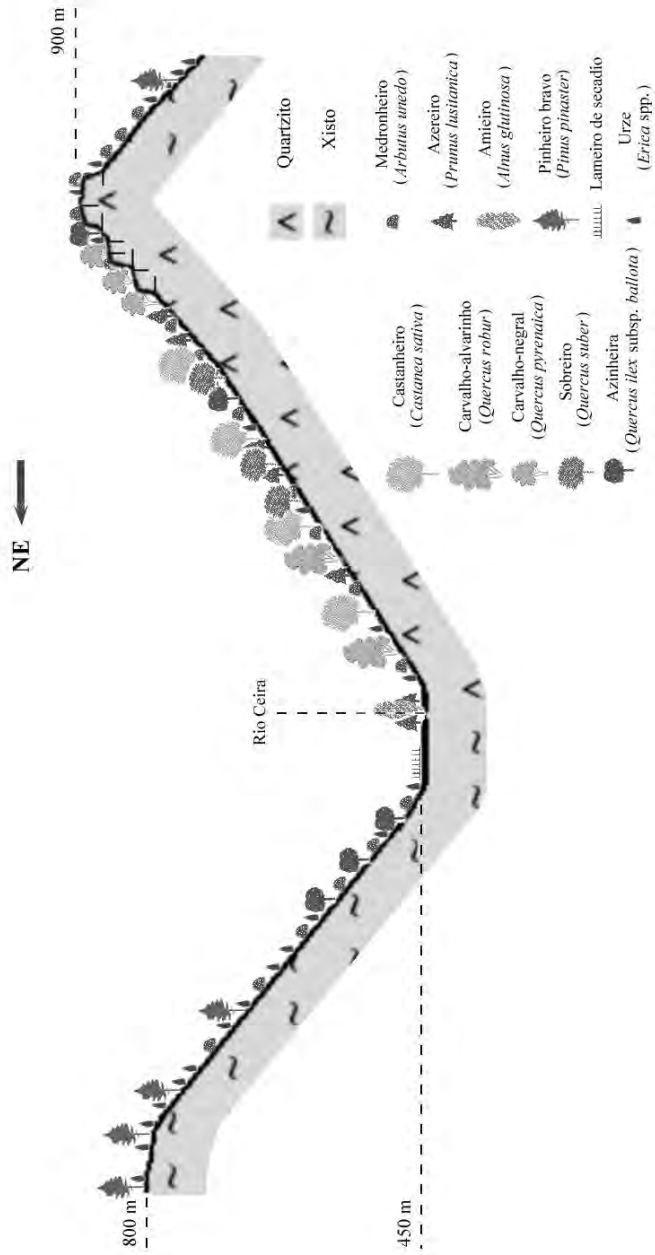 NE
900 m
800 m
450 m
Rio Ceira
Quartzito
Xisto
Castanheiro
(Castanea sativa)
Carvalho-alvarinho
(Quercus robur)
Carvalho-negral
(Quercus pyrenaica)
Sobreiro
(Quercus suber)
Azinheira
(Quercus ilex subsp. ballota)
Medronheiro
(Arbutus unedo)
Azereiro
(Prunus lusitanica)
Amieiro
(Alnus glutinosa)
Pinheiro bravo
(Pinus pinaster)
Lameiro de secadio
Urze
(Erica spp.)